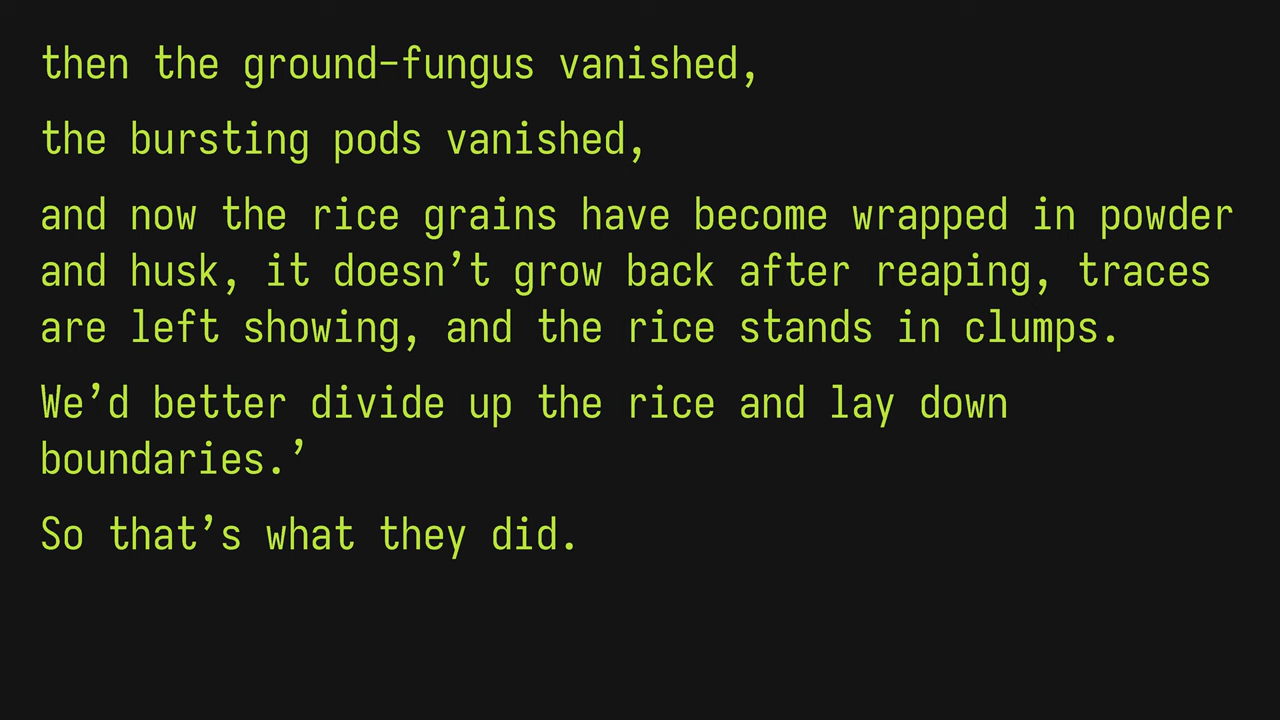 then the ground-fungus vanished,
the bursting pods vanished,
and now the rice grains have become wrapped in powder
and husk, it doesn’t grow back after reaping, traces
are left showing, and the rice stands in clumps.
We’d better divide up the rice and lay down
boundaries.’
So that’s what they did.